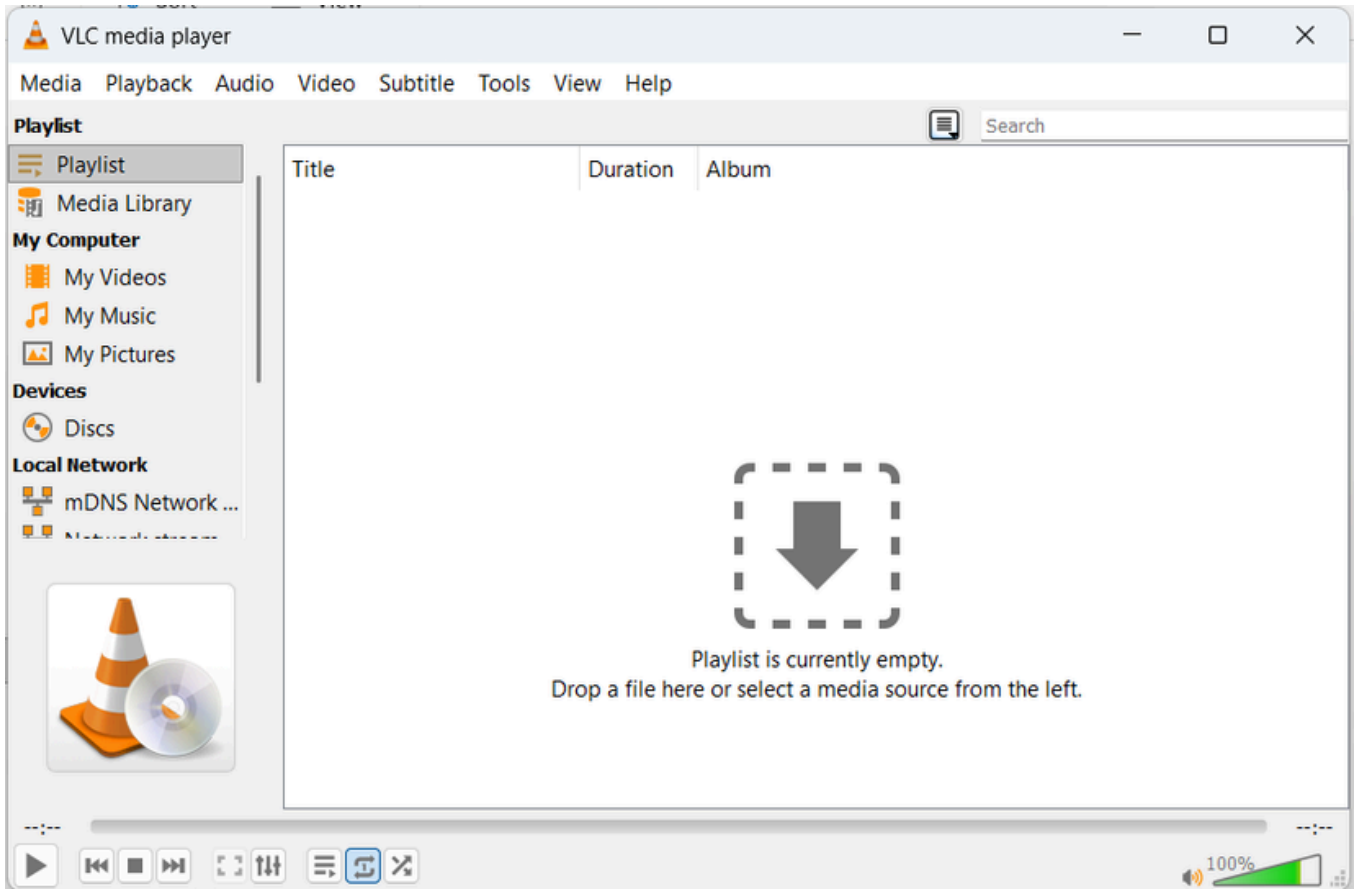 VLC media player
Media Playback Audio Video Subtitle Tools View Help
Playlist
Search
Playlist
Media Library
My Computer
My Videos
My Music
My Pictures
Devices
Discs
Local Network
mDNS Network ...
Title Duration Album
Playlist is currently empty.
Drop a file here or select a media source from the left.
--:-- --:--
100%